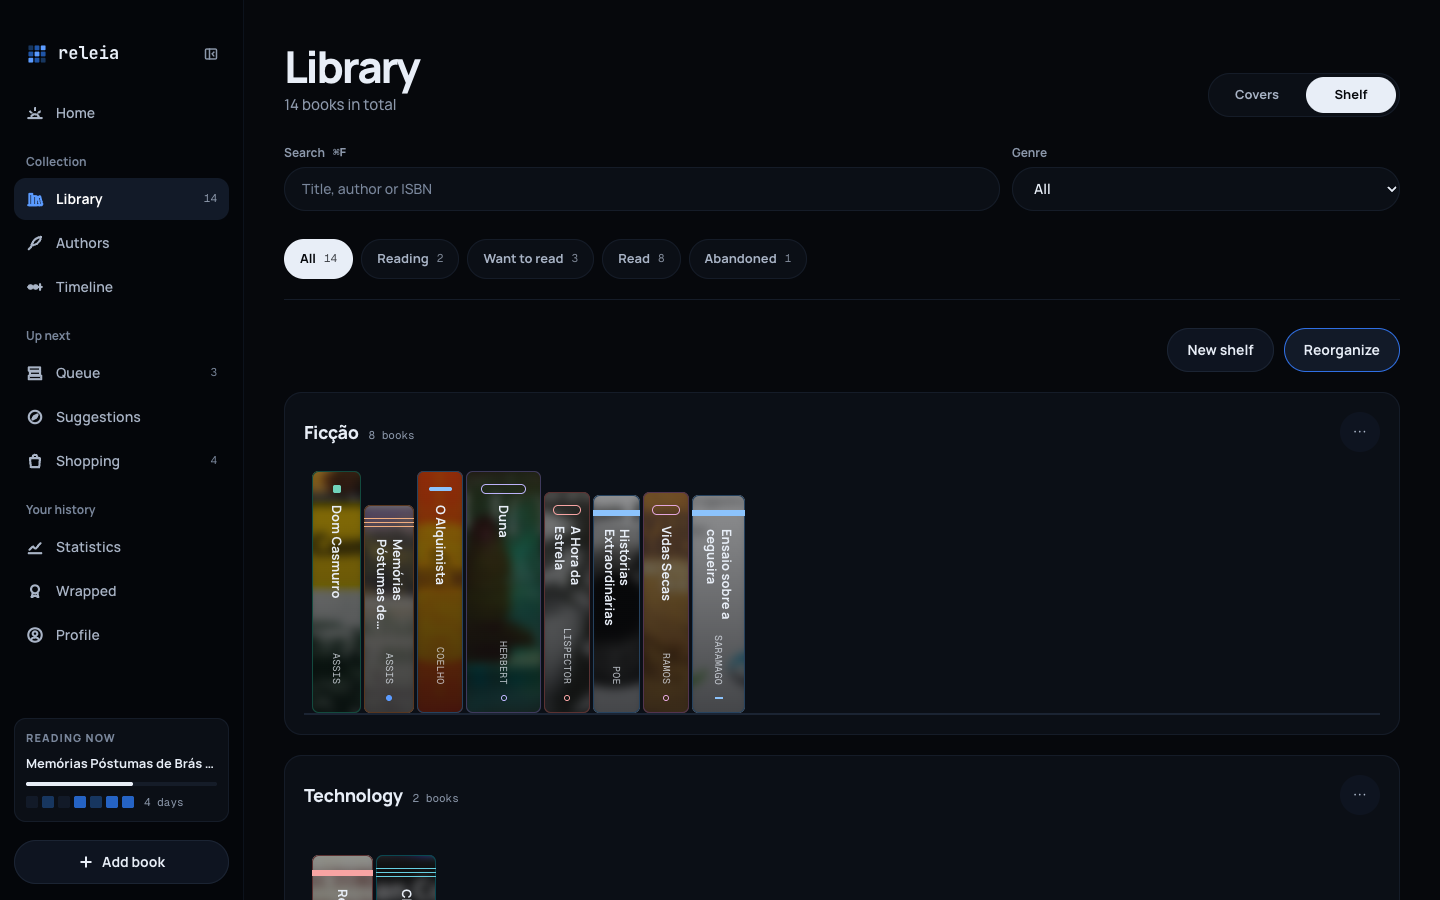 releia
Home
Collection
Library 14
Authors
Timeline
Up next
Queue 3
Suggestions
Shopping 4
Your history
Statistics
Wrapped
Profile
READING NOW
Memórias Póstumas de Brás ...
4 days
+ Add book
Library
14 books in total
Covers
Shelf
Search ⌘F
Title, author or ISBN
Genre
All
All 14
Reading 2
Want to read 3
Read 8
Abandoned 1
New shelf
Reorganize
Ficção 8 books
...
Dom Casmurro
ASSIS
Memórias
Póstumas de...
ASSIS
O Alquimista
COELHO
Duna
HERBERT
A Hora da
Estrela
LISPECTOR
Histórias
Extraordinárias
POE
Vidas Secas
RAMOS
Ensaio sobre a
cegueira
SARAMAGO
Technology 2 books
...